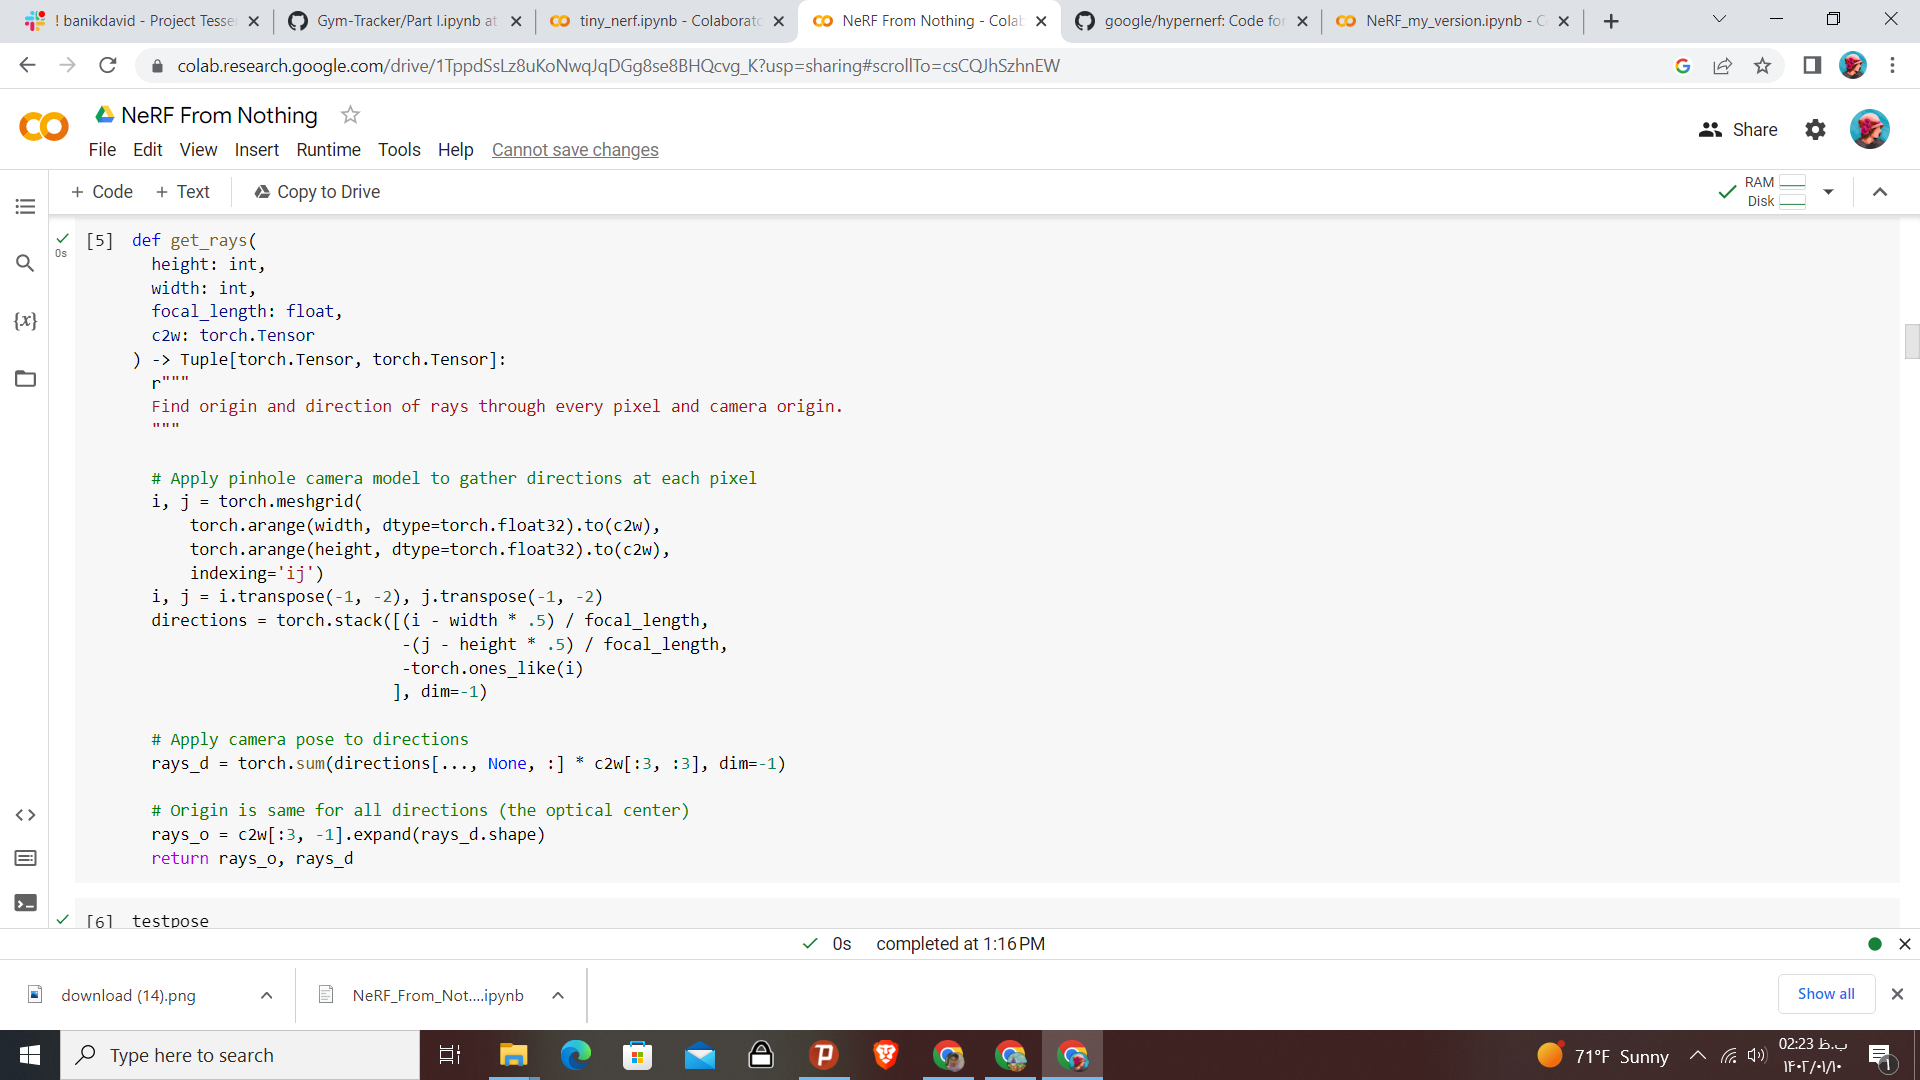 ! banikdavid - Project Tesse
Gym-Tracker/Part I.ipynb at
tiny_nerf.ipynb - Colaborato
NeRF From Nothing - Colab
google/hypernerf: Code for
NeRF_my_version.ipynb - C
colab.research.google.com/drive/1TppdSsLz8uKoNwqJqDGg8se8BHQcvg_K?usp=sharing#scrollTo=csCQJhSzhnEW
NeRF From Nothing
Share
File Edit View Insert Runtime Tools Help Cannot save changes
+ Code + Text Copy to Drive
RAM
Disk
[5] def get_rays(
0s
height: int,
width: int,
focal_length: float,
c2w: torch.Tensor
) -> Tuple[torch.Tensor, torch.Tensor]:
r"""
Find origin and direction of rays through every pixel and camera origin.
"""
# Apply pinhole camera model to gather directions at each pixel
i, j = torch.meshgrid(
torch.arange(width, dtype=torch.float32).to(c2w),
torch.arange(height, dtype=torch.float32).to(c2w),
indexing='ij')
i, j = i.transpose(-1, -2), j.transpose(-1, -2)
directions = torch.stack([(i - width * .5) / focal_length,
-(j - height * .5) / focal_length,
-torch.ones_like(i)
], dim=-1)
# Apply camera pose to directions
rays_d = torch.sum(directions[..., None, :] * c2w[:3, :3], dim=-1)
# Origin is same for all directions (the optical center)
rays_o = c2w[:3, -1].expand(rays_d.shape)
return rays_o, rays_d
[6] testpose
0s completed at 1:16 PM
download (14).png
NeRF_From_Not....ipynb
Show all
Type here to search
71°F Sunny
02:23 ب.ظ
۱۴۰۲/۰۱/۱۰
1